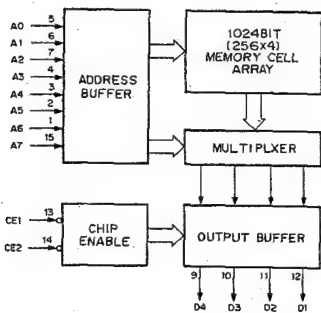 A0 5
A1 6
A2 7
A3 4
A4 3
A5 2
A6 1
A7 15
ADDRESS
BUFFER
1024BIT
(256x4)
MEMORY CELL
ARRAY
MULTIPLXER
CE1 13
CE2 14
CHIP
ENABLE
OUTPUT BUFFER
9 10 11 12
D4 D3 D2 D1